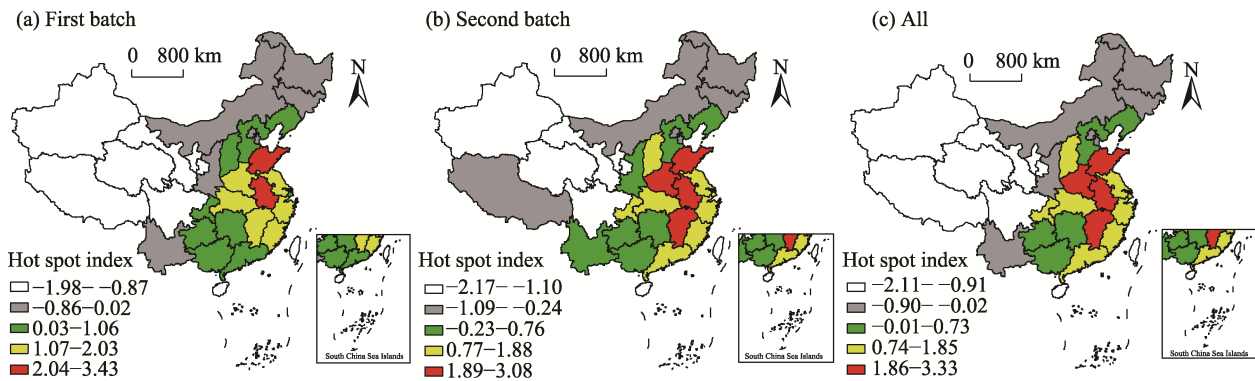 (a) First batch
0 800 km
N
Hot spot index
−1.98− −0.87
−0.86−0.02
0.03−1.06
1.07−2.03
2.04−3.43
South China Sea Islands
(b) Second batch
0 800 km
N
Hot spot index
−2.17− −1.10
−1.09− −0.24
−0.23−0.76
0.77−1.88
1.89−3.08
South China Sea Islands
(c) All
0 800 km
N
Hot spot index
−2.11− −0.91
−0.90− −0.02
−0.01−0.73
0.74−1.85
1.86−3.33
South China Sea Islands